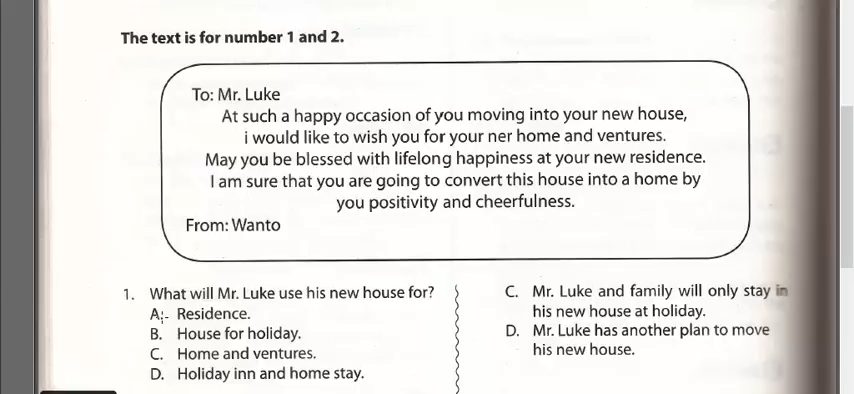 The text is for number 1 and 2.
To: Mr. Luke
At such a happy occasion of you moving into your new house,
i would like to wish you for your ner home and ventures.
May you be blessed with lifelong happiness at your new residence.
I am sure that you are going to convert this house into a home by
you positivity and cheerfulness.
From: Wanto
1. What will Mr. Luke use his new house for?
A. Residence.
B. House for holiday.
C. Home and ventures.
D. Holiday inn and home stay.
C. Mr. Luke and family will only stay in
his new house at holiday.
D. Mr. Luke has another plan to move
his new house.